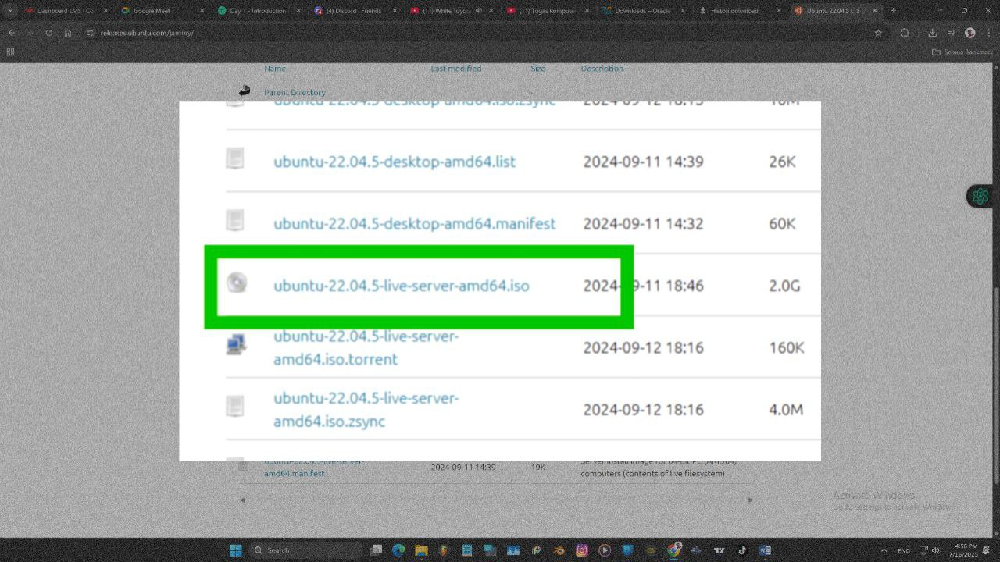 Dashboard LMS | Co
Google Meet
Day 1 - Introduction
(4) Discord | Friends
(11) White Toyo
(11) Tugas kompute
Downloads – Oracle
Histon download
Ubuntu 22.04.5 LTS (
releases.ubuntu.com/jammy/
Semua Bookmark
Name Last modified Size Description
Parent Directory
ubuntu-22.04.5-desktop-amd64.iso.zsync
ubuntu-22.04.5-desktop-amd64.list 2024-09-11 14:39 26K
ubuntu-22.04.5-desktop-amd64.manifest 2024-09-11 14:32 60K
ubuntu-22.04.5-live-server-amd64.iso 2024-09-11 18:46 2.0G
ubuntu-22.04.5-live-server-
amd64.iso.torrent 2024-09-12 18:16 160K
ubuntu-22.04.5-live-server-
amd64.iso.zsync 2024-09-12 18:16 4.0M
ubuntu-22.04.5-live-server-
amd64.manifest 2024-09-11 14:39 19K
Server install image for 64-bit PC (AMD64)
computers (contents of live filesystem)
Activate Windows
Go to Settings to activate Windows.
Search
ENG
4:56 PM
7/16/2025